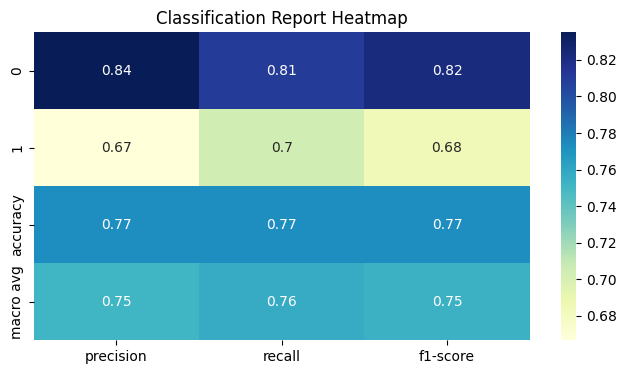 Classification Report Heatmap
0 0.84 0.81 0.82
1 0.67 0.7 0.68
accuracy 0.77 0.77 0.77
macro avg 0.75 0.76 0.75
precision recall f1-score
0.82
0.80
0.78
0.76
0.74
0.72
0.70
0.68